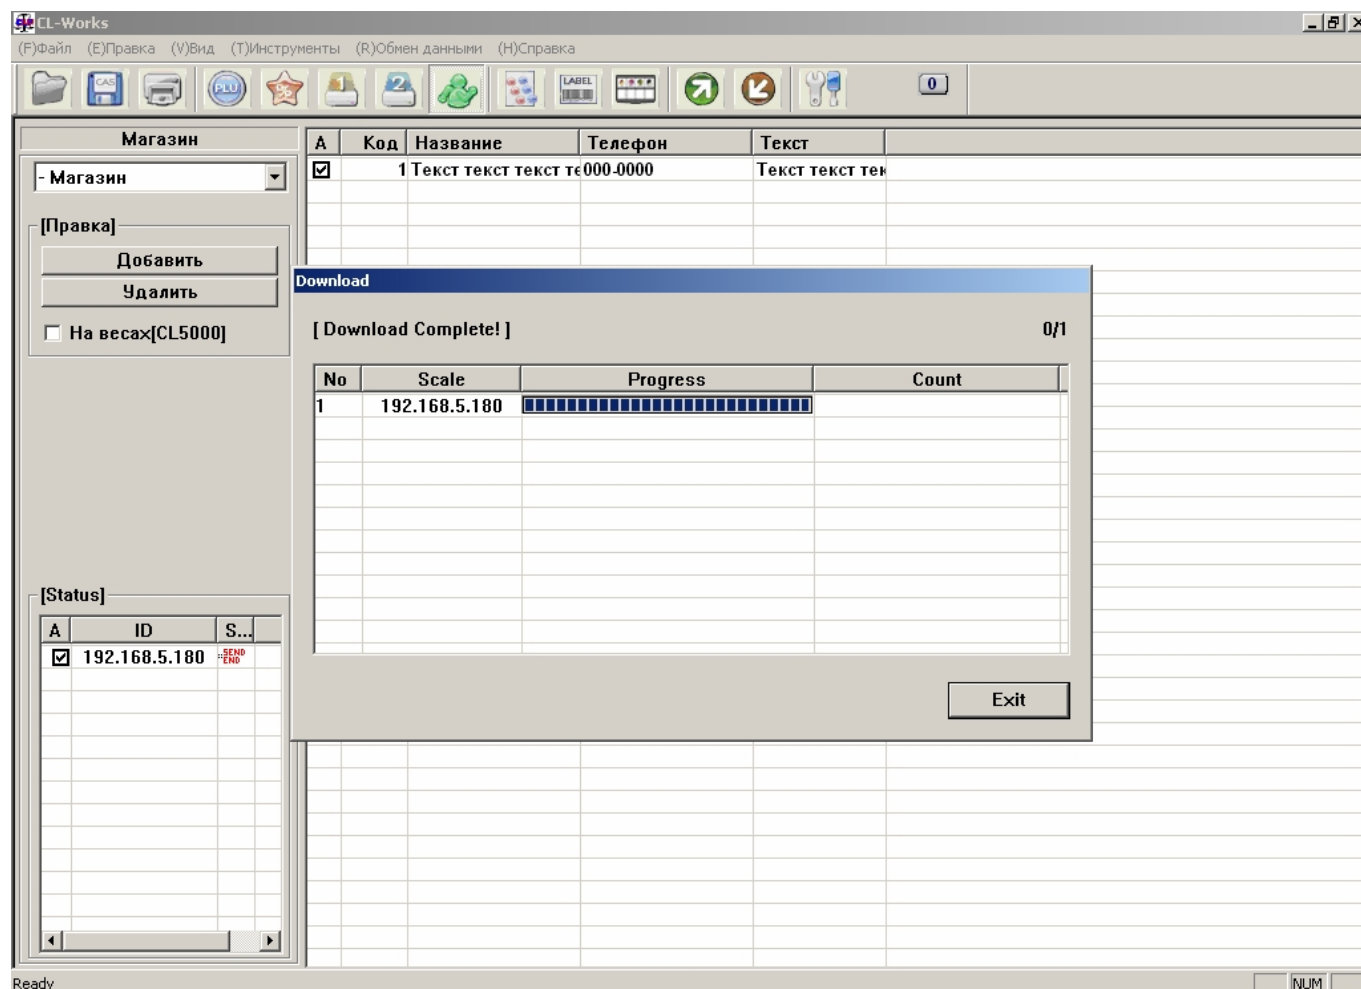 CL-Works
(F)Файл (E)Правка (V)Вид (T)Инструменты (R)Обмен данными (H)Справка
CAS PLU % 1 2 LABEL 0
Магазин
- Магазин
[Правка]
Добавить
Удалить
На весах[CL5000]
[Status]
A ID S...
192.168.5.180 SEND END
A Код Название Телефон Текст
1 Текст текст текст те 000-0000 Текст текст тек
Download
[ Download Complete! ] 0/1
No Scale Progress Count
1 192.168.5.180
Exit
Ready NUM